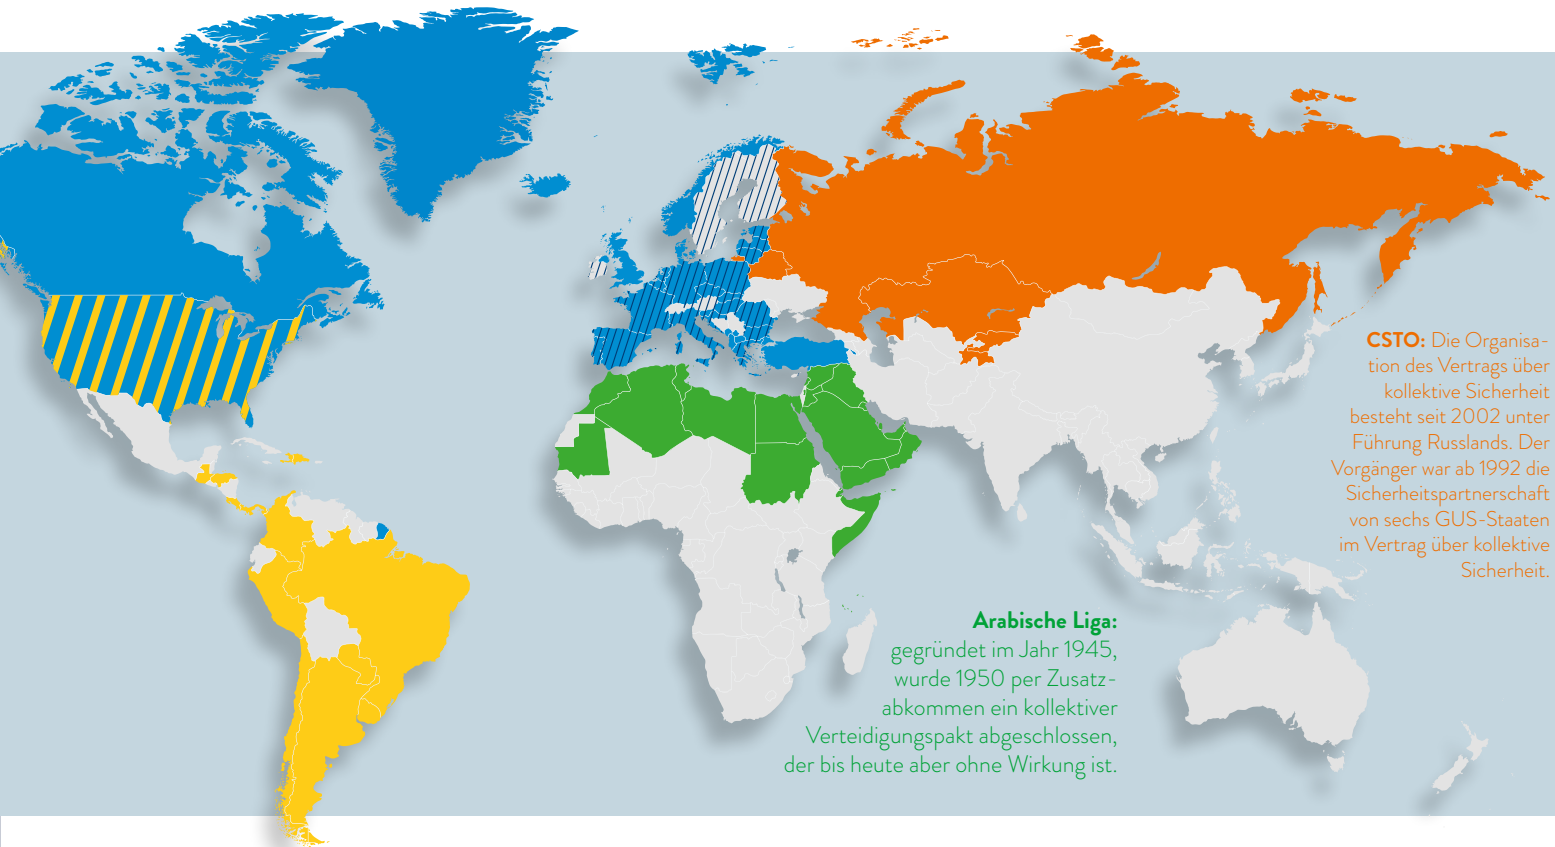 CSTO: Die Organisa-
tion des Vertrags über
kollektive Sicherheit
besteht seit 2002 unter
Führung Russlands. Der
Vorgänger war ab 1992 die
Sicherheitspartnerschaft
von sechs GUS-Staaten
im Vertrag über kollektive
Sicherheit.
Arabische Liga:
gegründet im Jahr 1945,
wurde 1950 per Zusatz-
abkommen ein kollektiver
Verteidigungspakt abgeschlossen,
der bis heute aber ohne Wirkung ist.